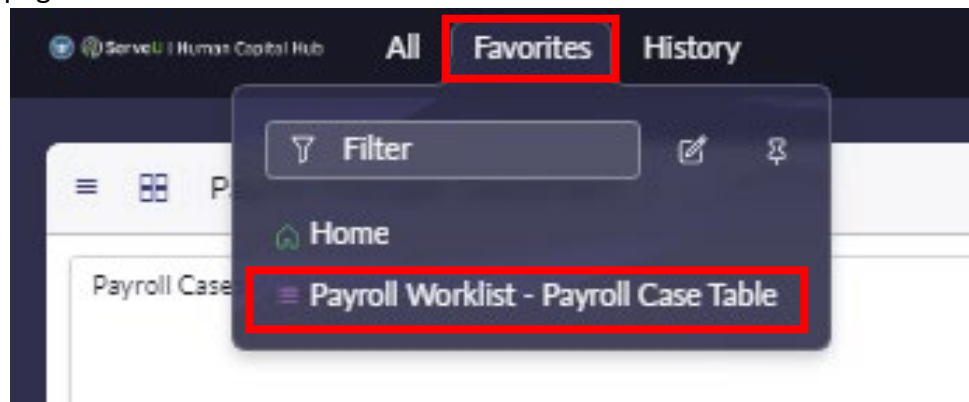 ServeU | Human Capital Hub All Favorites History
Filter
P
Home
Payroll Case
Payroll Worklist - Payroll Case Table